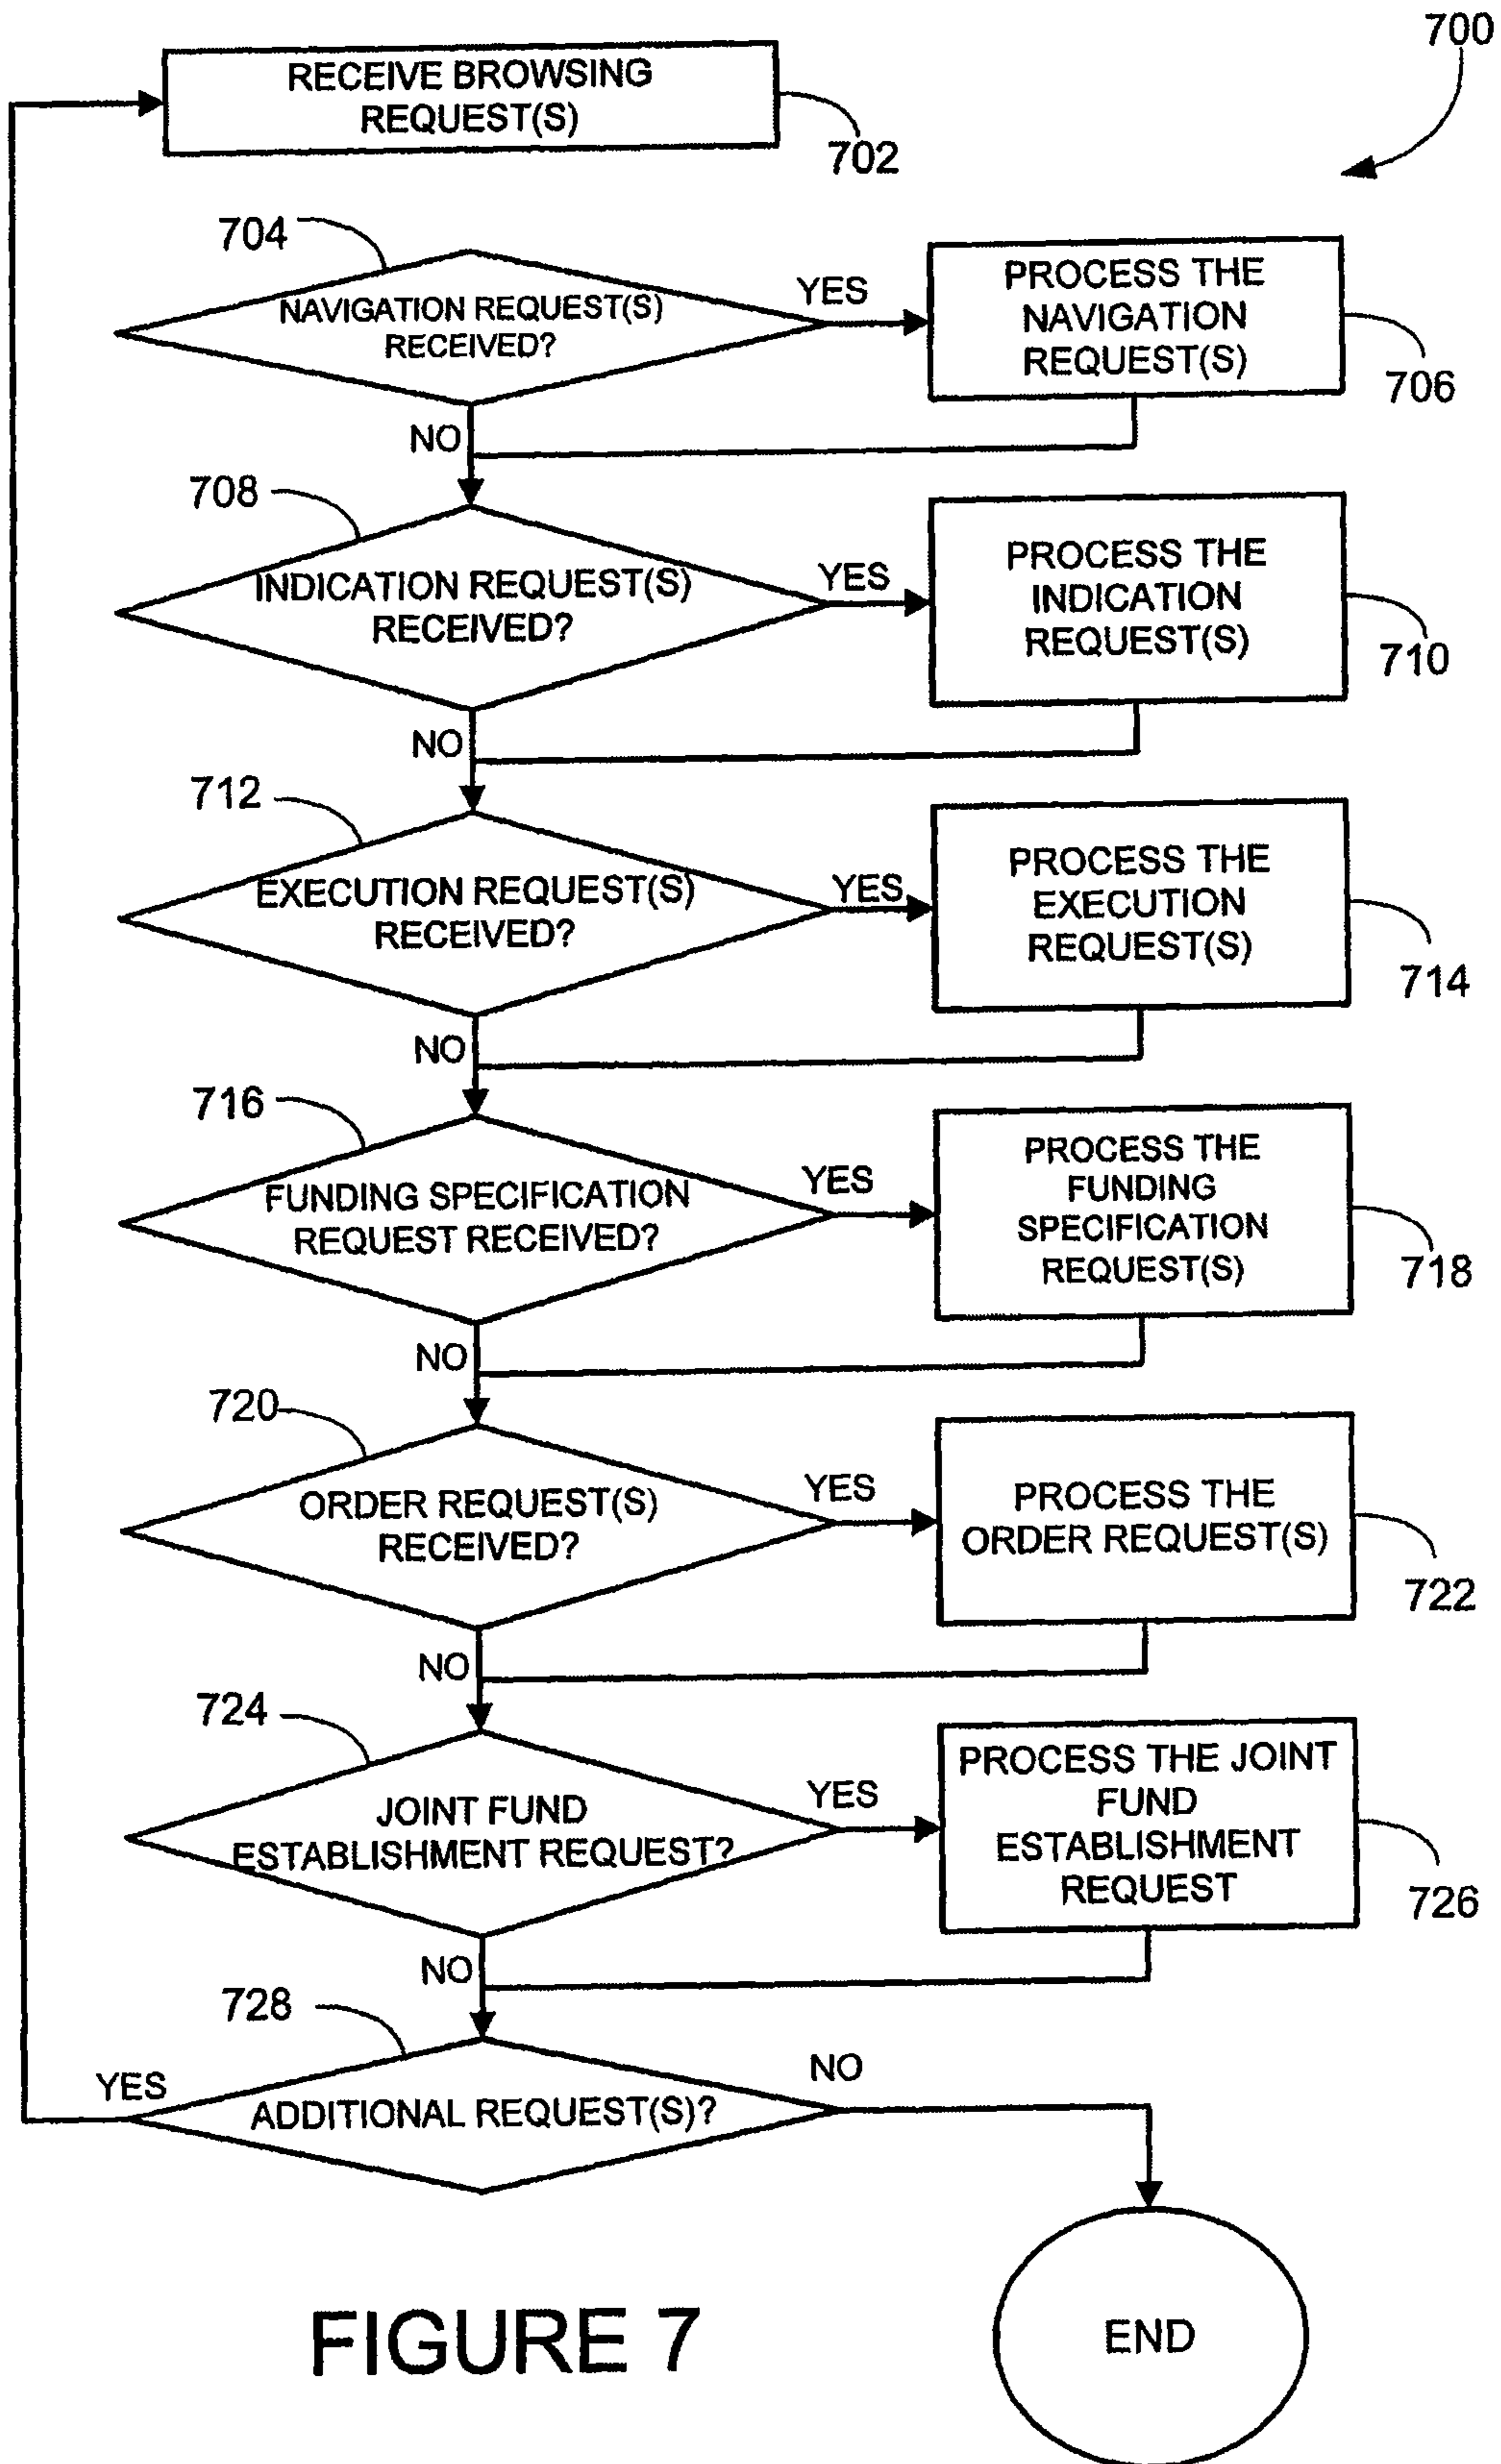 700
RECEIVE BROWSING
REQUEST(S)
702
704
NAVIGATION REQUEST(S)
RECEIVED?
YES
PROCESS THE
NAVIGATION
REQUEST(S)
706
NO
708
INDICATION REQUEST(S)
RECEIVED?
YES
PROCESS THE
INDICATION
REQUEST(S)
710
NO
712
EXECUTION REQUEST(S)
RECEIVED?
YES
PROCESS THE
EXECUTION
REQUEST(S)
714
NO
716
FUNDING SPECIFICATION
REQUEST RECEIVED?
YES
PROCESS THE
FUNDING
SPECIFICATION
REQUEST(S)
718
NO
720
ORDER REQUEST(S)
RECEIVED?
YES
PROCESS THE
ORDER REQUEST(S)
722
NO
724
JOINT FUND
ESTABLISHMENT REQUEST?
YES
PROCESS THE JOINT
FUND
ESTABLISHMENT
REQUEST
726
NO
728
YES
ADDITIONAL REQUEST(S)?
NO
END
FIGURE 7